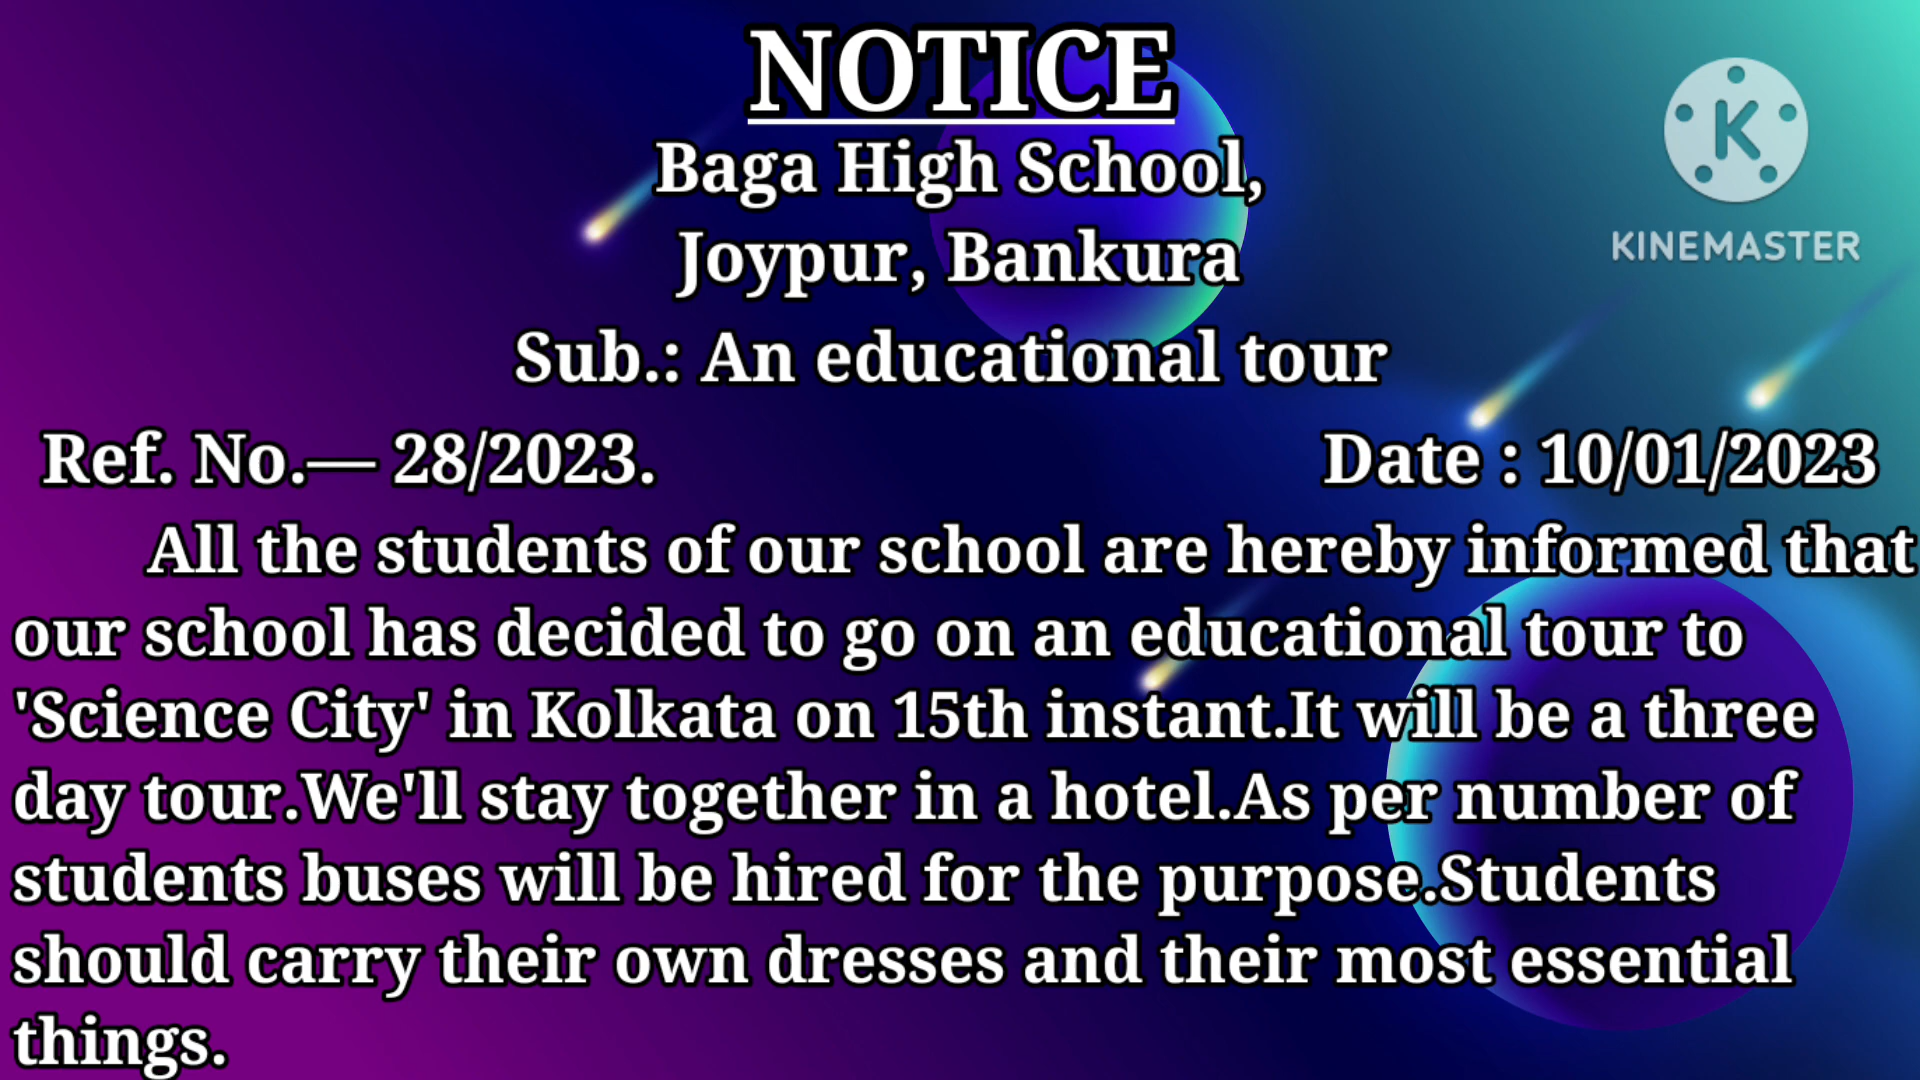 NOTICE
Baga High School,
Joypur, Bankura
KINEMASTER
Sub.: An educational tour
Ref. No.— 28/2023. Date : 10/01/2023
All the students of our school are hereby informed that
our school has decided to go on an educational tour to
'Science City' in Kolkata on 15th instant.It will be a three
day tour.We'll stay together in a hotel.As per number of
students buses will be hired for the purpose.Students
should carry their own dresses and their most essential
things.